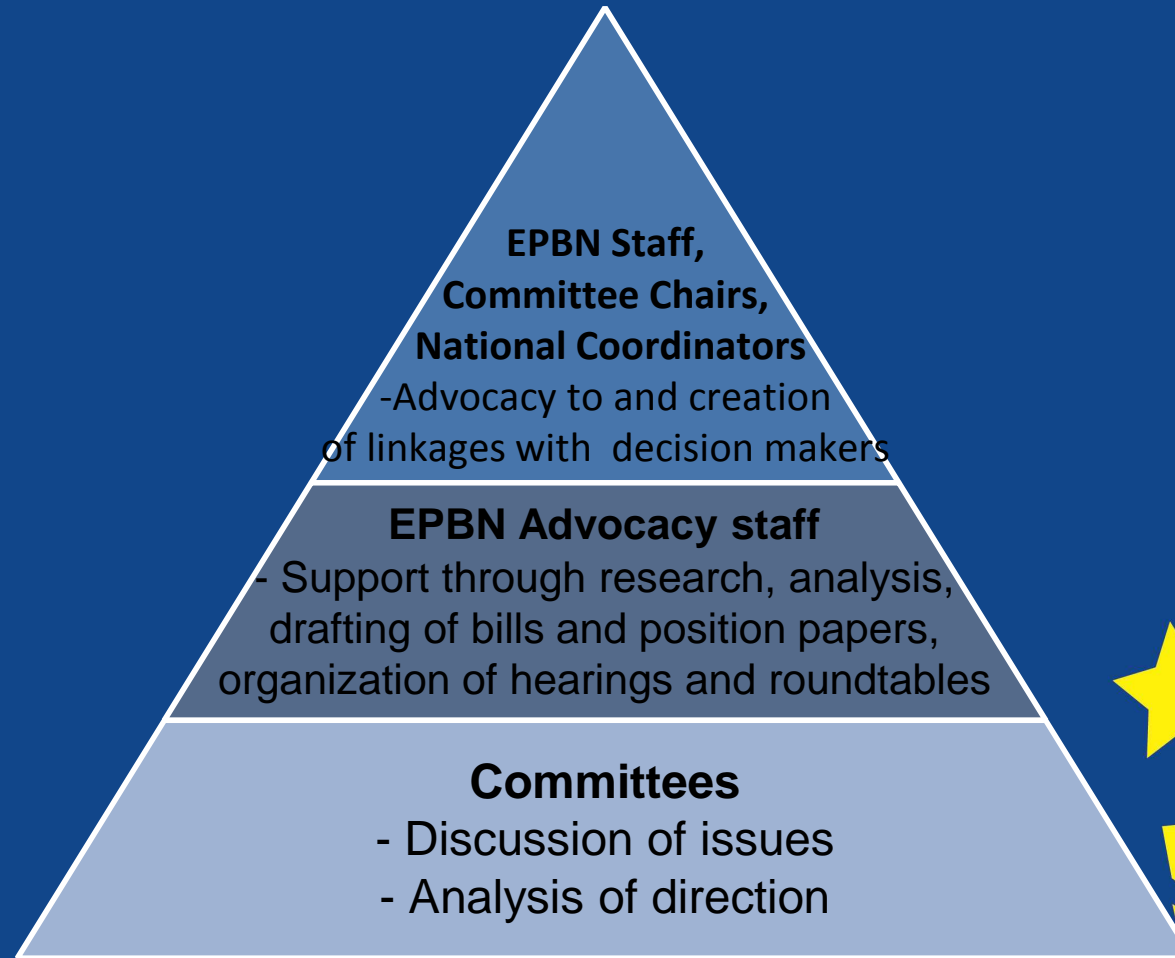 EPBN Staff,
Committee Chairs,
National Coordinators
-Advocacy to and creation
of linkages with  decision makers
EPBN Advocacy staff
- Support through research, analysis,
drafting of bills and position papers,
organization of hearings and roundtables
Committees
- Discussion of issues
- Analysis of direction